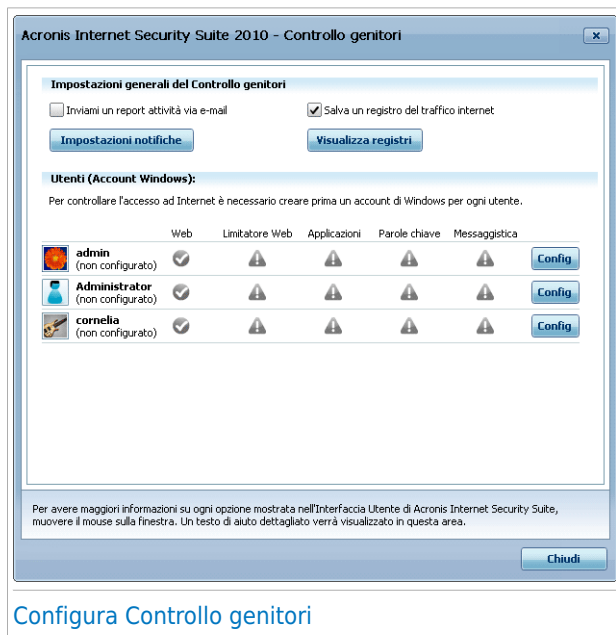 Acronis Internet Security Suite 2010 - Controllo genitori
Impostazioni generali del Controllo genitori
Inviami un report attività via e-mail
Salva un registro del traffico internet
Impostazioni notifiche
Visualizza registri
Utenti (Account Windows):
Per controllare l'accesso ad Internet è necessario creare prima un account di Windows per ogni utente.
Web Limitatore Web Applicazioni Parole chiave Messaggistica
admin
(non configurato)
Config
Administrator
(non configurato)
Config
cornelia
(non configurato)
Config
Per avere maggiori informazioni su ogni opzione mostrata nell'Interfaccia Utente di Acronis Internet Security Suite,
muovere il mouse sulla finestra. Un testo di aiuto dettagliato verrà visualizzato in questa area.
Chiudi
Configura Controllo genitori